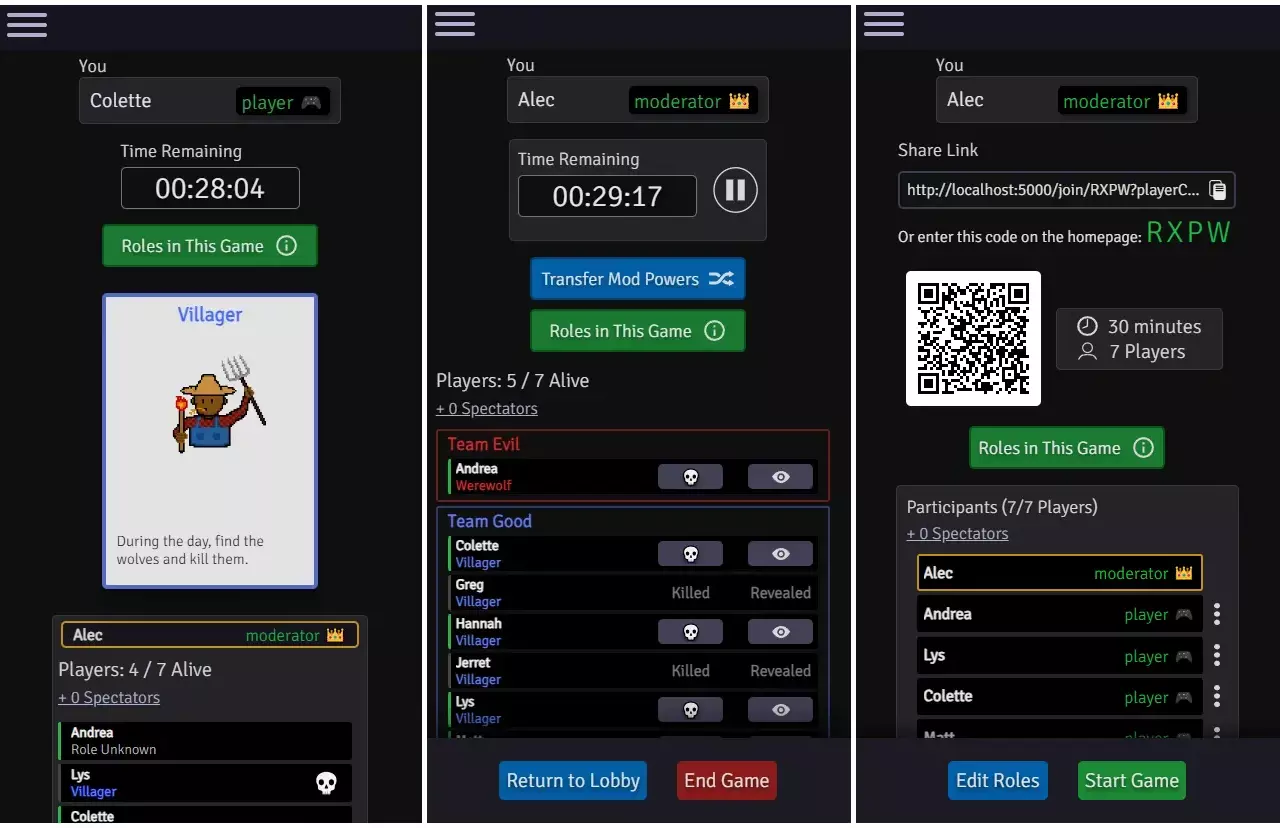 You
Colette
player
Time Remaining
00:28:04
Roles in This Game
Villager
During the day, find the
wolves and kill them.
Alec
moderator
Players: 4 / 7 Alive
+ 0 Spectators
Andrea
Role Unknown
Lys
Villager
Colette
You
Alec
moderator
Time Remaining
00:29:17
Transfer Mod Powers
Roles in This Game
Players: 5 / 7 Alive
+ 0 Spectators
Team Evil
Andrea
Werewolf
Team Good
Colette
Villager
Greg
Villager
Killed
Revealed
Hannah
Villager
Jerret
Villager
Killed
Revealed
Lys
Villager
Return to Lobby
End Game
You
Alec
moderator
Share Link
http://localhost:5000/join/RXPW?playerC...
Or enter this code on the homepage: RXPW
30 minutes
7 Players
Roles in This Game
Participants (7/7 Players)
+ 0 Spectators
Alec
moderator
Andrea
player
Lys
player
Colette
player
Matt
player
Edit Roles
Start Game